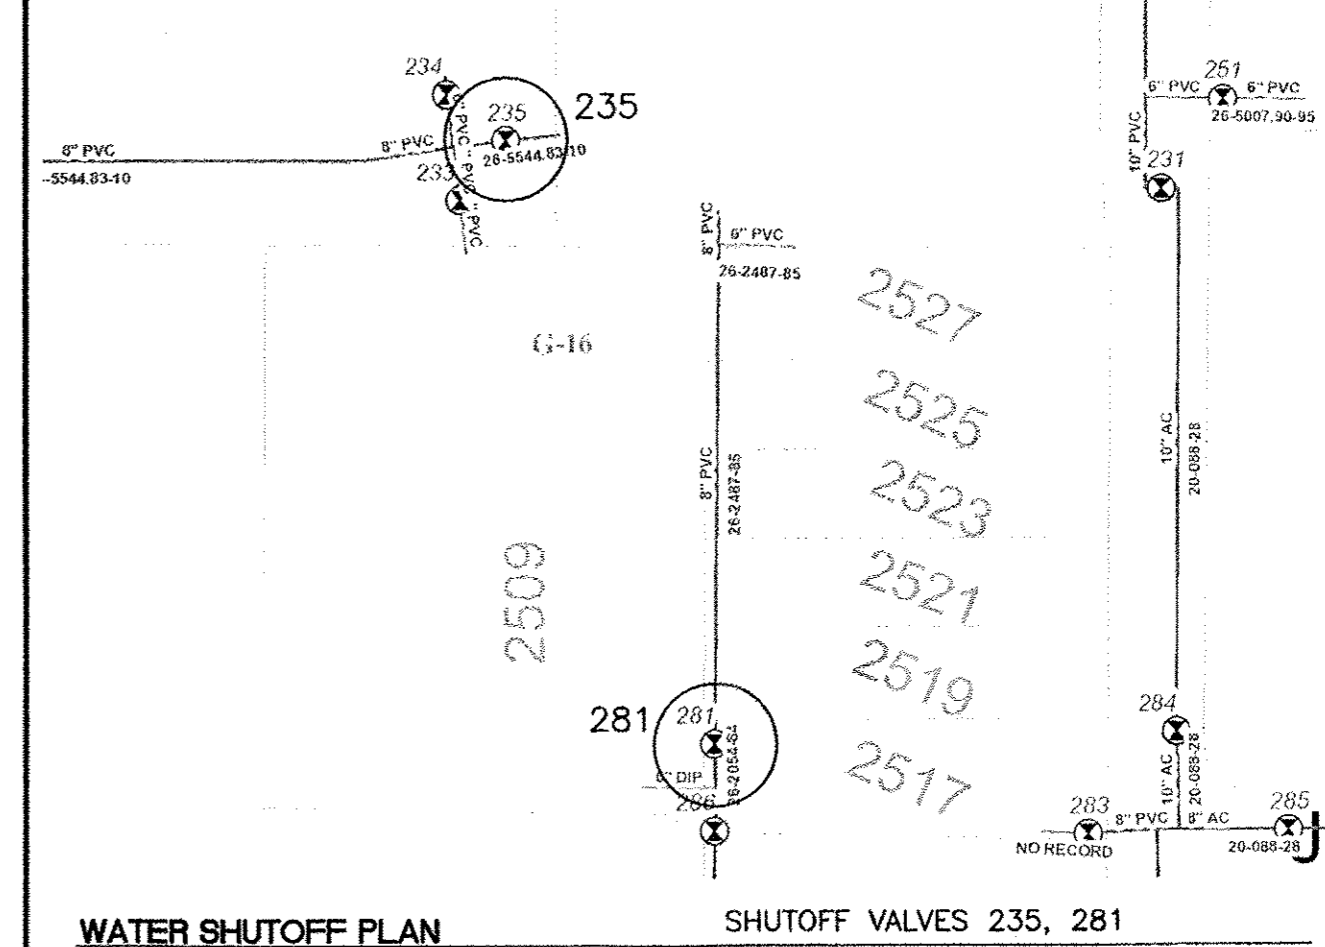 234
235
235
8" PVC
8" PVC
26-5544.83-10
--5544.83-10
233
" PVC
" PVC
" PVC
251
6" PVC
6" PVC
26-5007,90-95
10" PVC
231
8" PVC
6" PVC
26-2487-85
G-16
2527
2525
2523
2521
2519
2517
2509
8" PVC
26-2487-85
10" AC
20-088-28
281
281
26-2054-64
6" DIP
286
284
10" AC
20-088-28
283
8" PVC
8" AC
285
NO RECORD
20-088-28
J
WATER SHUTOFF PLAN
SHUTOFF VALVES 235, 281